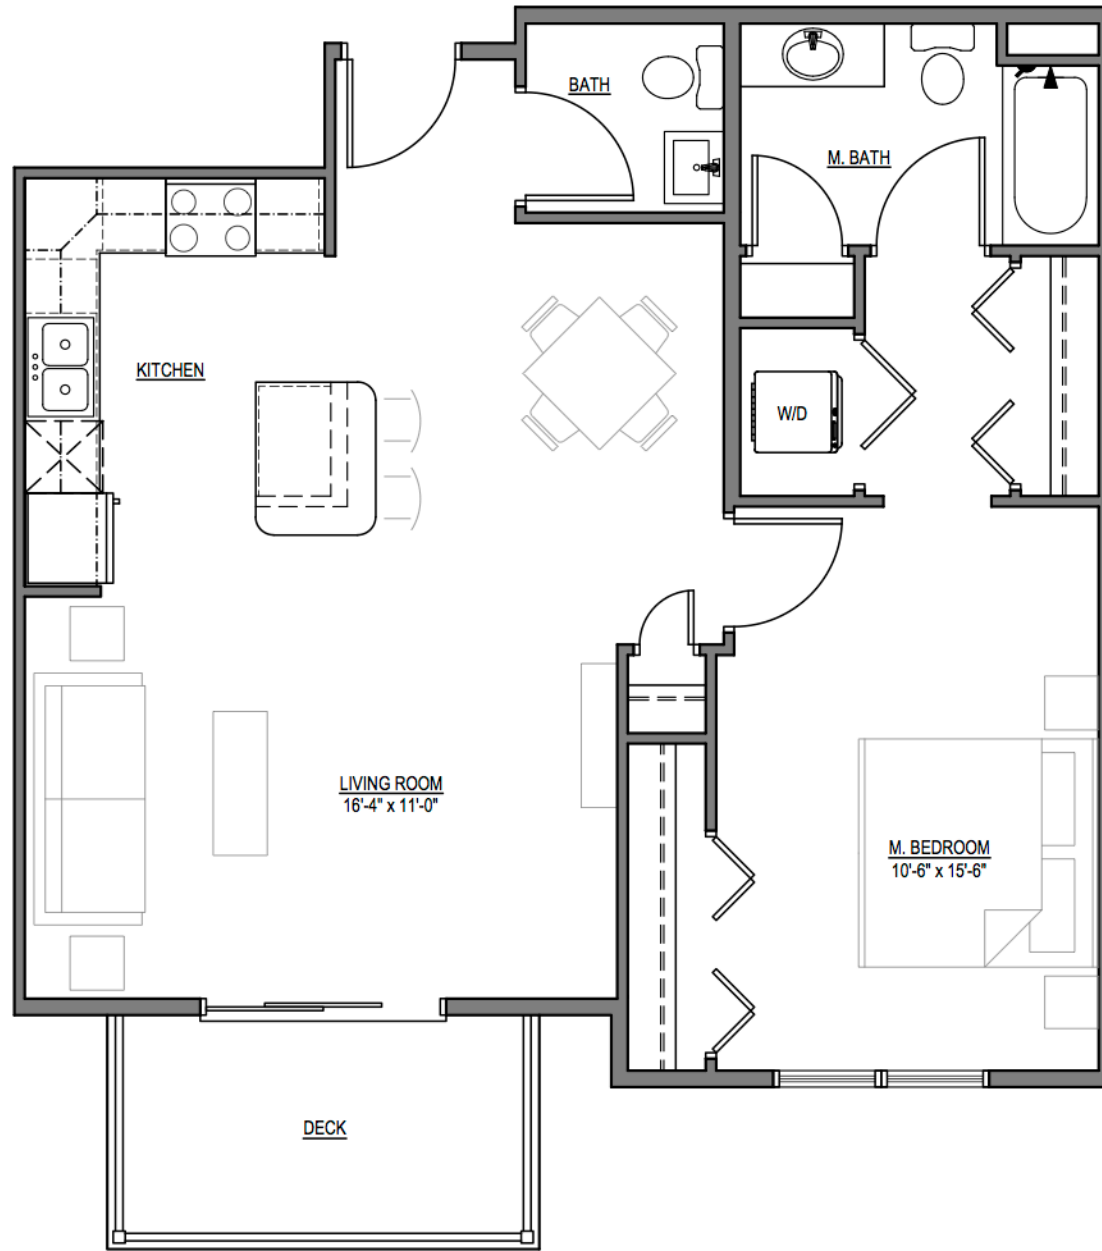 BATH
M. BATH
KITCHEN
W/D
LIVING ROOM
16'-4" x 11'-0"
M. BEDROOM
10'-6" x 15'-6"
DECK